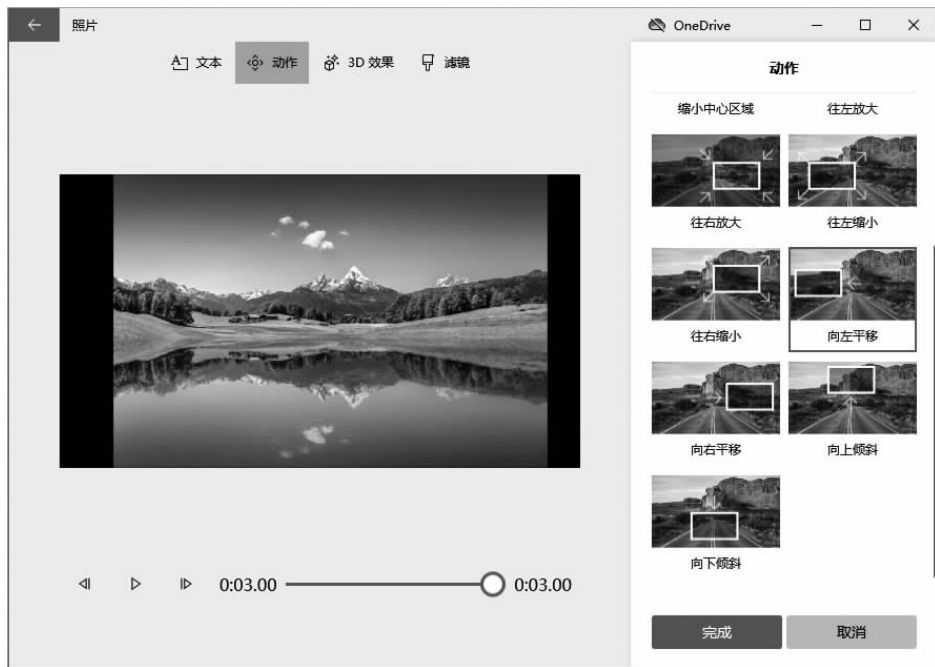 照片
OneDrive
文本 动作 3D 效果 滤镜
动作
缩小中心区域 往左放大
往右放大 往左缩小
往右缩小 向左平移
向右平移 向上倾斜
向下倾斜
0:03.00 0:03.00
完成 取消